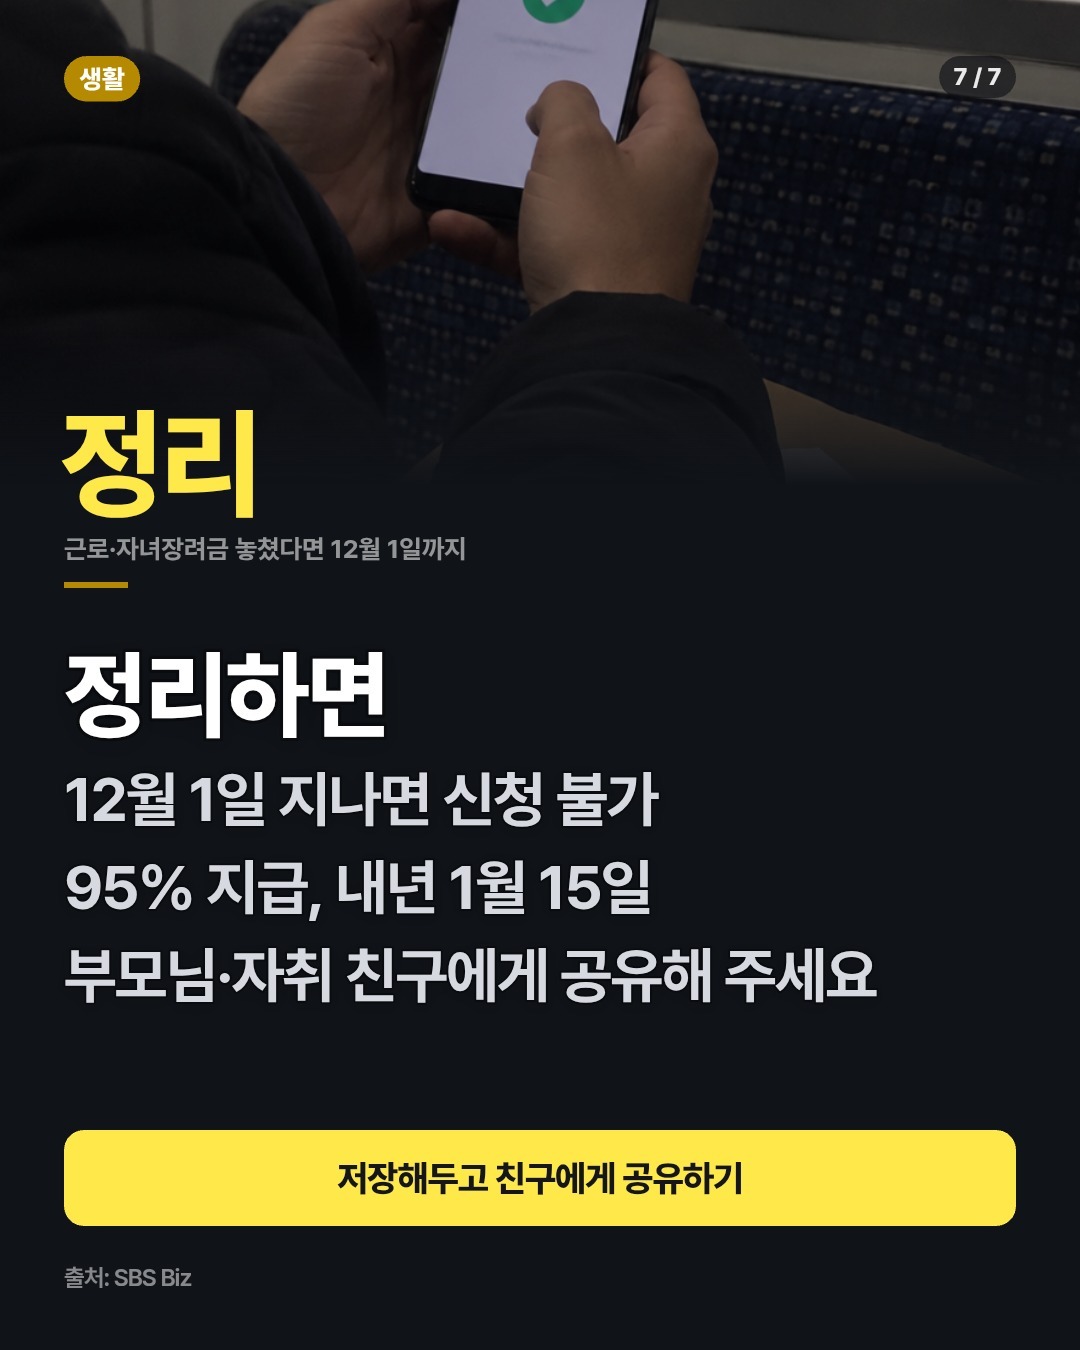 생활
7 / 7
정리
근로·자녀장려금 놓쳤다면 12월 1일까지
정리하면
12월 1일 지나면 신청 불가
95% 지급, 내년 1월 15일
부모님·자취 친구에게 공유해 주세요
저장해두고 친구에게 공유하기
출처: SBS Biz